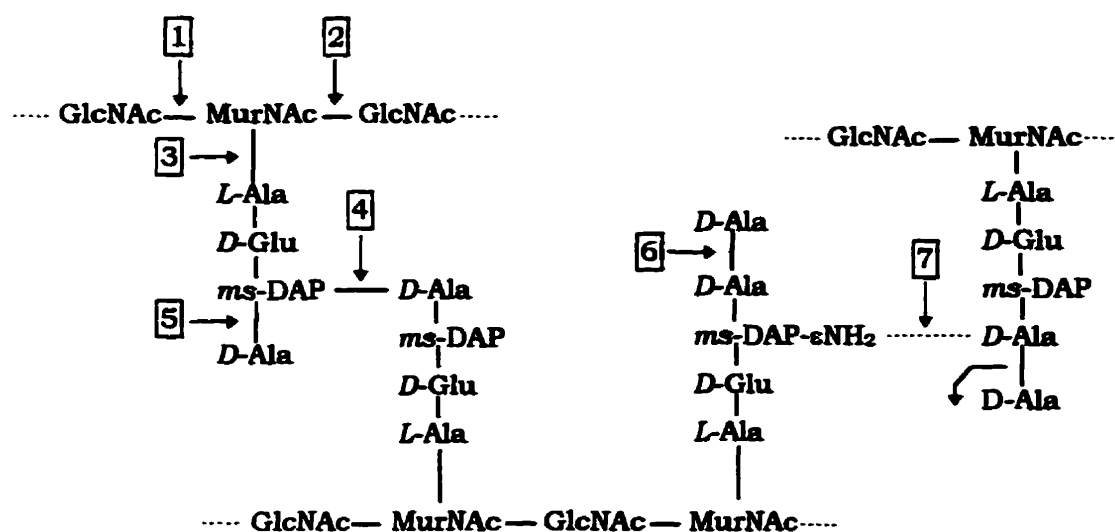 1 2
GlcNAc — MurNAc — GlcNAc
GlcNAc — MurNAc
3
L-Ala
L-Ala
4
D-Ala
D-Glu
6
7
D-Glu
ms-DAP — D-Ala
D-Ala
ms-DAP
5
ms-DAP
ms-DAP-εNH2
D-Ala
D-Ala
D-Glu
D-Glu
D-Ala
L-Ala
L-Ala
GlcNAc — MurNAc — GlcNAc — MurNAc